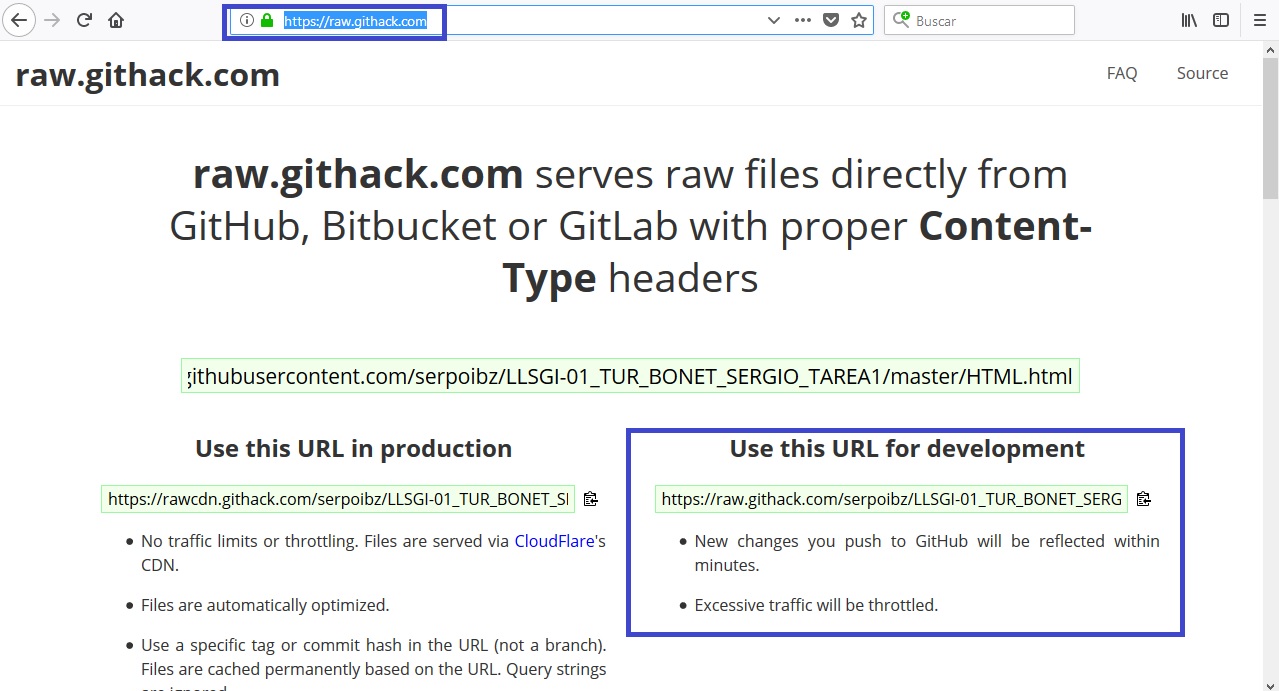 https://raw.githack.com
Buscar
raw.githack.com
FAQ
Source
raw.githack.com serves raw files directly from
GitHub, Bitbucket or GitLab with proper Content-
Type headers
githubusercontent.com/serpoibz/LLSGI-01_TUR_BONET_SERGIO_TAREA1/master/HTML.html
Use this URL in production
https://rawcdn.githack.com/serpoibz/LLSGI-01_TUR_BONET_SI
• No traffic limits or throttling. Files are served via CloudFlare's
CDN.
• Files are automatically optimized.
• Use a specific tag or commit hash in the URL (not a branch).
Files are cached permanently based on the URL. Query strings
are ignored.
Use this URL for development
https://raw.githack.com/serpoibz/LLSGI-01_TUR_BONET_SERG
• New changes you push to GitHub will be reflected within
minutes.
• Excessive traffic will be throttled.